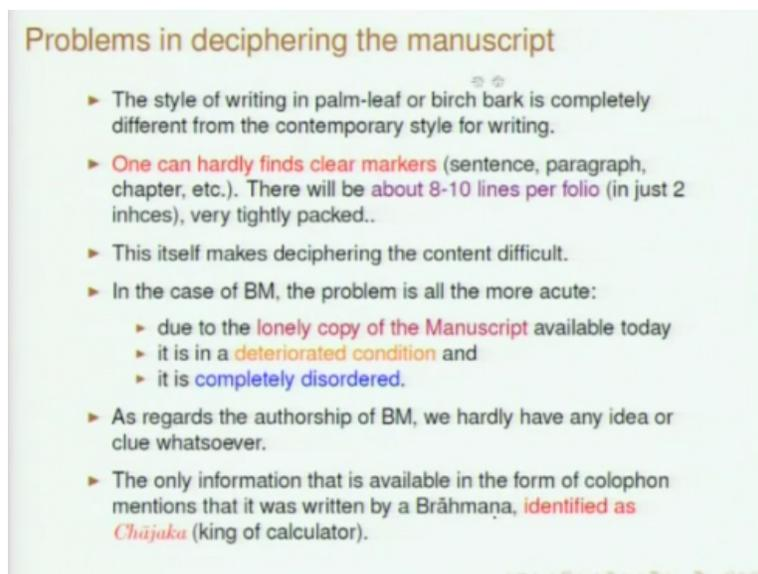 Problems in deciphering the manuscript
► The style of writing in palm-leaf or birch bark is completely
different from the contemporary style for writing.
► One can hardly finds clear markers (sentence, paragraph,
chapter, etc.). There will be about 8-10 lines per folio (in just 2
inhces), very tightly packed..
► This itself makes deciphering the content difficult.
► In the case of BM, the problem is all the more acute:
► due to the lonely copy of the Manuscript available today
► it is in a deteriorated condition and
► it is completely disordered.
► As regards the authorship of BM, we hardly have any idea or
clue whatsoever.
► The only information that is available in the form of colophon
mentions that it was written by a Brāhmaṇa, identified as
Chājaka (king of calculator).